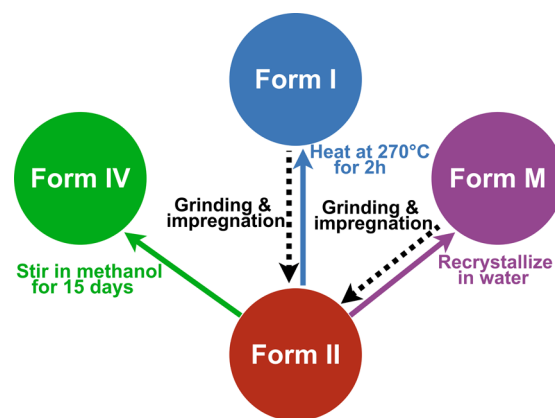 Form I
Form IV
Heat at 270°C
for 2h
Form M
Grinding &
impregnation
Grinding &
impregnation
Stir in methanol
for 15 days
Recrystallize
in water
Form II